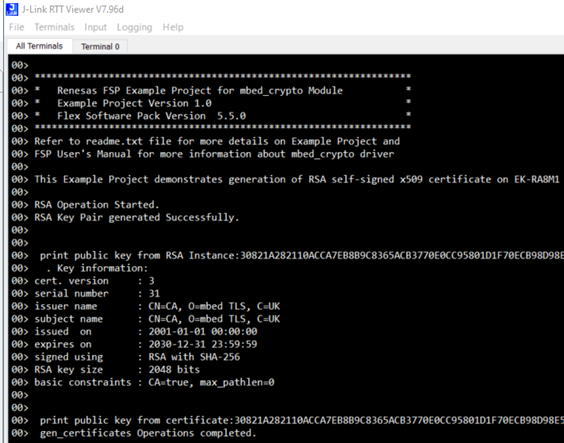 J-Link RTT Viewer V7.96d
File Terminals Input Logging Help
All Terminals Terminal 0
00>
00> ******************************************************************
00> * Renesas FSP Example Project for mbed_crypto Module *
00> * Example Project Version 1.0 *
00> * Flex Software Pack Version 5.5.0 *
00> ******************************************************************
00> Refer to readme.txt file for more details on Example Project and
00> FSP User's Manual for more information about mbed_crypto driver
00>
00> This Example Project demonstrates generation of RSA self-signed x509 certificate on EK-RA8M1
00>
00> RSA Operation Started.
00> RSA Key Pair generated Successfully.
00>
00>
00> print public key from RSA Instance:30821A282110ACCA7EB8B9C8365ACB3770E0CC95801D1F70ECB98D98E
00> . Key information:
00> cert. version : 3
00> serial number : 31
00> issuer name : CN=CA, O=mbed TLS, C=UK
00> subject name : CN=CA, O=mbed TLS, C=UK
00> issued on : 2001-01-01 00:00:00
00> expires on : 2030-12-31 23:59:59
00> signed using : RSA with SHA-256
00> RSA key size : 2048 bits
00> basic constraints : CA=true, max_pathlen=0
00>
00>
00> print public key from certificate:30821A282110ACCA7EB8B9C8365ACB3770E0CC95801D1F70ECB98D98E5
00> gen_certificates Operations completed.